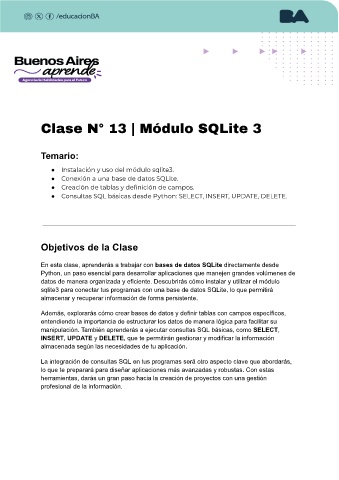 /educacionBA
BA
Buenos Aires
aprende
Agencia de Habilidades para el Futuro
Clase N° 13 | Módulo SQLite 3
Temario:
● Instalación y uso del módulo sqlite3.
● Conexión a una base de datos SQLite.
● Creación de tablas y definición de campos.
● Consultas SQL básicas desde Python: SELECT, INSERT, UPDATE, DELETE.
Objetivos de la Clase
En esta clase, aprenderás a trabajar con bases de datos SQLite directamente desde
Python, un paso esencial para desarrollar aplicaciones que manejen grandes volúmenes de
datos de manera organizada y eficiente. Descubrirás cómo instalar y utilizar el módulo
sqlite3 para conectar tus programas con una base de datos SQLite, lo que permitirá
almacenar y recuperar información de forma persistente.
Además, explorarás cómo crear bases de datos y definir tablas con campos específicos,
entendiendo la importancia de estructurar los datos de manera lógica para facilitar su
manipulación. También aprenderás a ejecutar consultas SQL básicas, como SELECT,
INSERT, UPDATE y DELETE, que te permitirán gestionar y modificar la información
almacenada según las necesidades de tu aplicación.
La integración de consultas SQL en tus programas será otro aspecto clave que abordarás,
lo que te preparará para diseñar aplicaciones más avanzadas y robustas. Con estas
herramientas, darás un gran paso hacia la creación de proyectos con una gestión
profesional de la información.